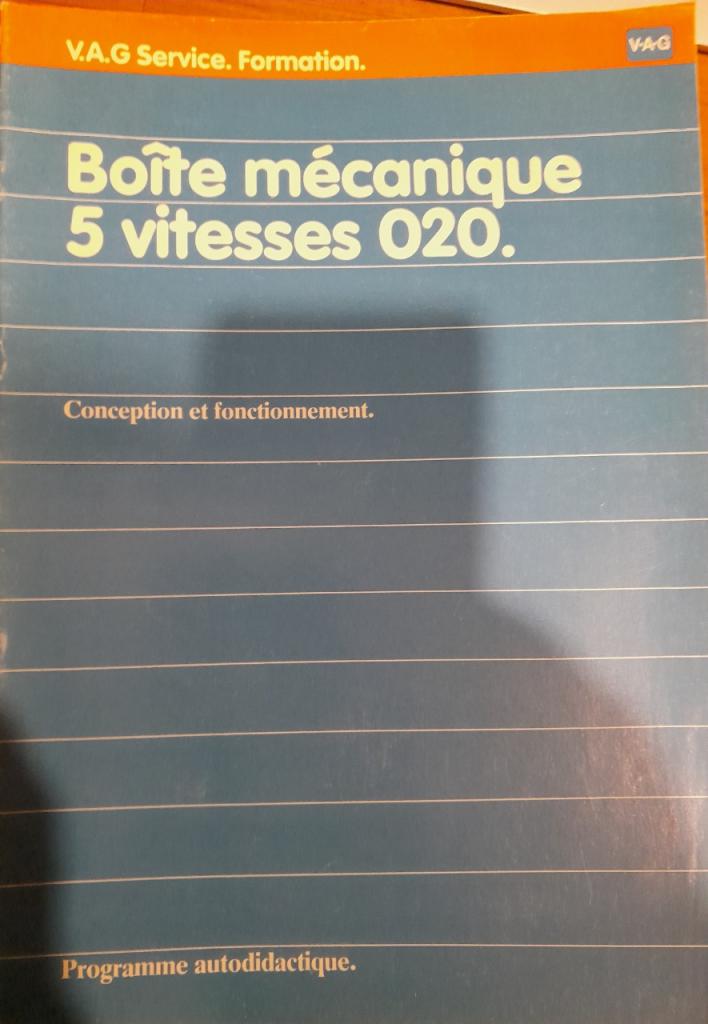 V.A.G Service. Formation.
V·A·G
Boîte mécanique
5 vitesses 020.
Conception et fonctionnement.
Programme autodidactique.